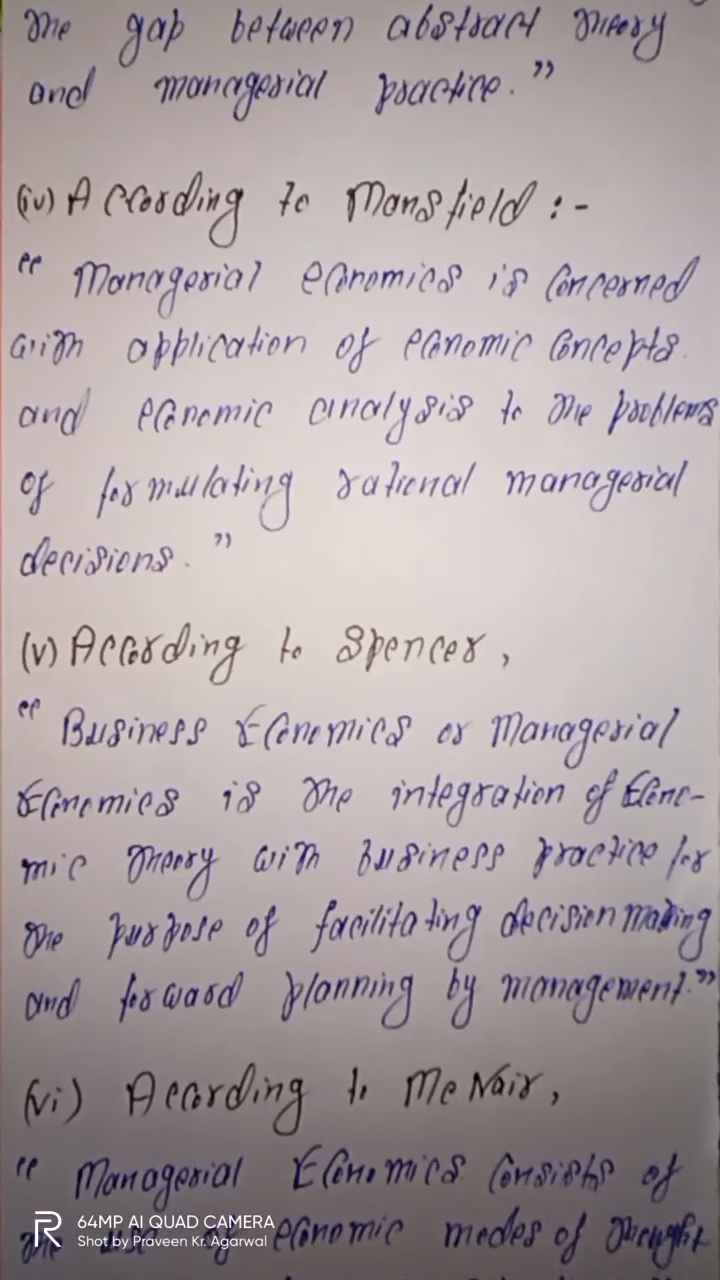 The gap between abstract theory
and managerial practice."
(iv) According to Mansfield :-
" Managerial economics is concerned
with application of economic concepts
and economic analysis to the problems
of formulating rational managerial
decisions. "
(v) According to Spencer,
" Business Economics or Managerial
Economics is the integration of Econo-
mic theory with business practice for
the purpose of facilitating decision making
and forward planning by management."
(vi) According to McNair,
" Managerial Economics consists of
the use of economic modes of thought
64MP AI QUAD CAMERA
Shot by Praveen Kr. Agarwal